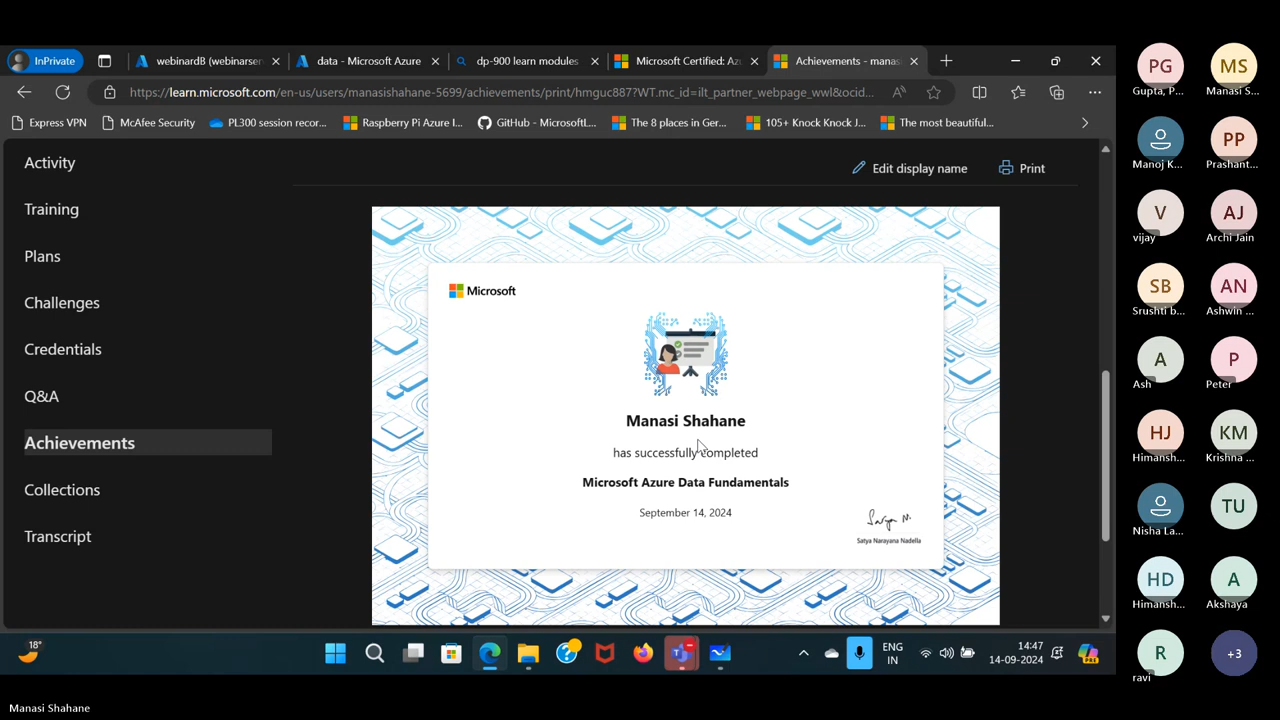 InPrivate
webinardB (webinarser
data - Microsoft Azure
dp-900 learn modules
Microsoft Certified: Az
Achievements - manas
https://learn.microsoft.com/en-us/users/manasishahane-5699/achievements/print/hmguc887?WT.mc_id=ilt_partner_webpage_wwl&ocid...
Express VPN
McAfee Security
PL300 session recor...
Raspberry Pi Azure I...
GitHub - MicrosoftL...
The 8 places in Ger...
105+ Knock Knock J...
The most beautiful...
Activity
Training
Plans
Challenges
Credentials
Q&A
Achievements
Collections
Transcript
Edit display name
Print
Microsoft
Manasi Shahane
has successfully completed
Microsoft Azure Data Fundamentals
September 14, 2024
Satya N.
Satya Narayana Nadella
PG
Gupta, P...
MS
Manasi S...
Manoj K...
PP
Prashant...
V
vijay
AJ
Archi Jain
SB
Srushti b...
AN
Ashwin ...
A
Ash
P
Peter
HJ
Himansh...
KM
Krishna ...
Nisha La...
TU
HD
Himansh...
A
Akshaya
R
ravi
+3
18°
ENG
IN
14:47
14-09-2024
PRE
Manasi Shahane